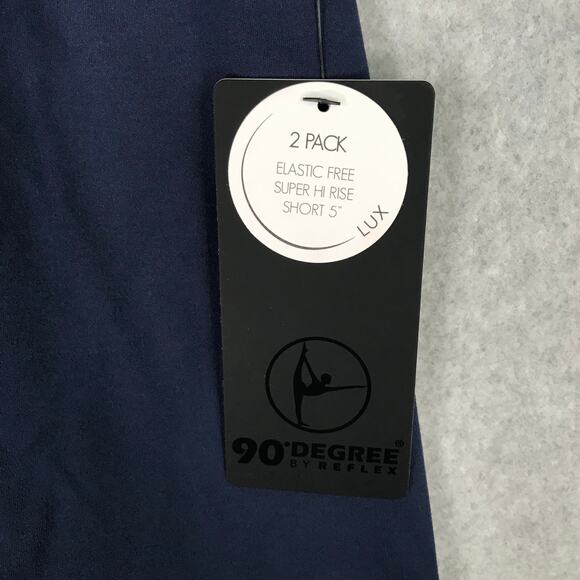 2 PACK
ELASTIC FREE
SUPER HI RISE
SHORT 5"
LUX
90° DEGREE®
BY REFLEX